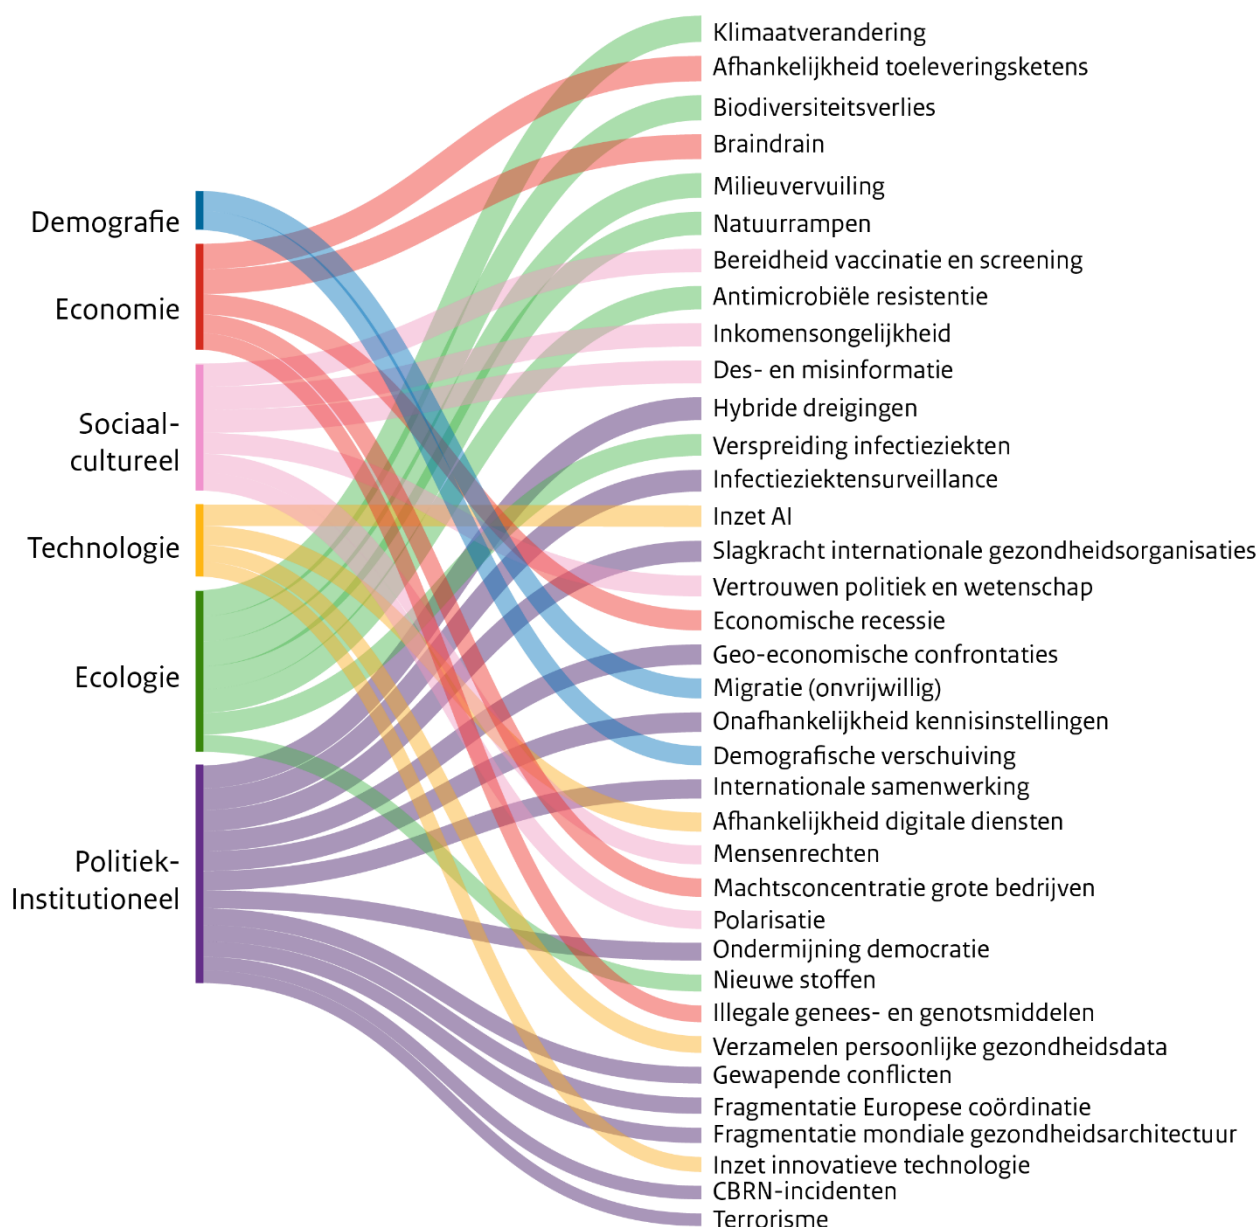 Demografie
Economie
Sociaal-
cultureel
Technologie
Ecologie
Politiek-
Institutioneel
Klimaatverandering
Afhankelijkheid toeleveringsketens
Biodiversiteitsverlies
Braindrain
Milieuvervuiling
Natuurrampen
Bereidheid vaccinatie en screening
Antimicrobiële resistentie
Inkomensongelijkheid
Des- en misinformatie
Hybride dreigingen
Verspreiding infectieziekten
Infectieziektensurveillance
Inzet AI
Slagkracht internationale gezondheidsorganisaties
Vertrouwen politiek en wetenschap
Economische recessie
Geo-economische confrontaties
Migratie (onvrijwillig)
Onafhankelijkheid kennisinstellingen
Demografische verschuiving
Internationale samenwerking
Afhankelijkheid digitale diensten
Mensenrechten
Machtsconcentratie grote bedrijven
Polarisatie
Ondermijning democratie
Nieuwe stoffen
Illegale genees- en genotsmiddelen
Verzamelen persoonlijke gezondheidsdata
Gewapende conflicten
Fragmentatie Europese coördinatie
Fragmentatie mondiale gezondheidsarchitectuur
Inzet innovatieve technologie
CBRN-incidenten
Terrorisme